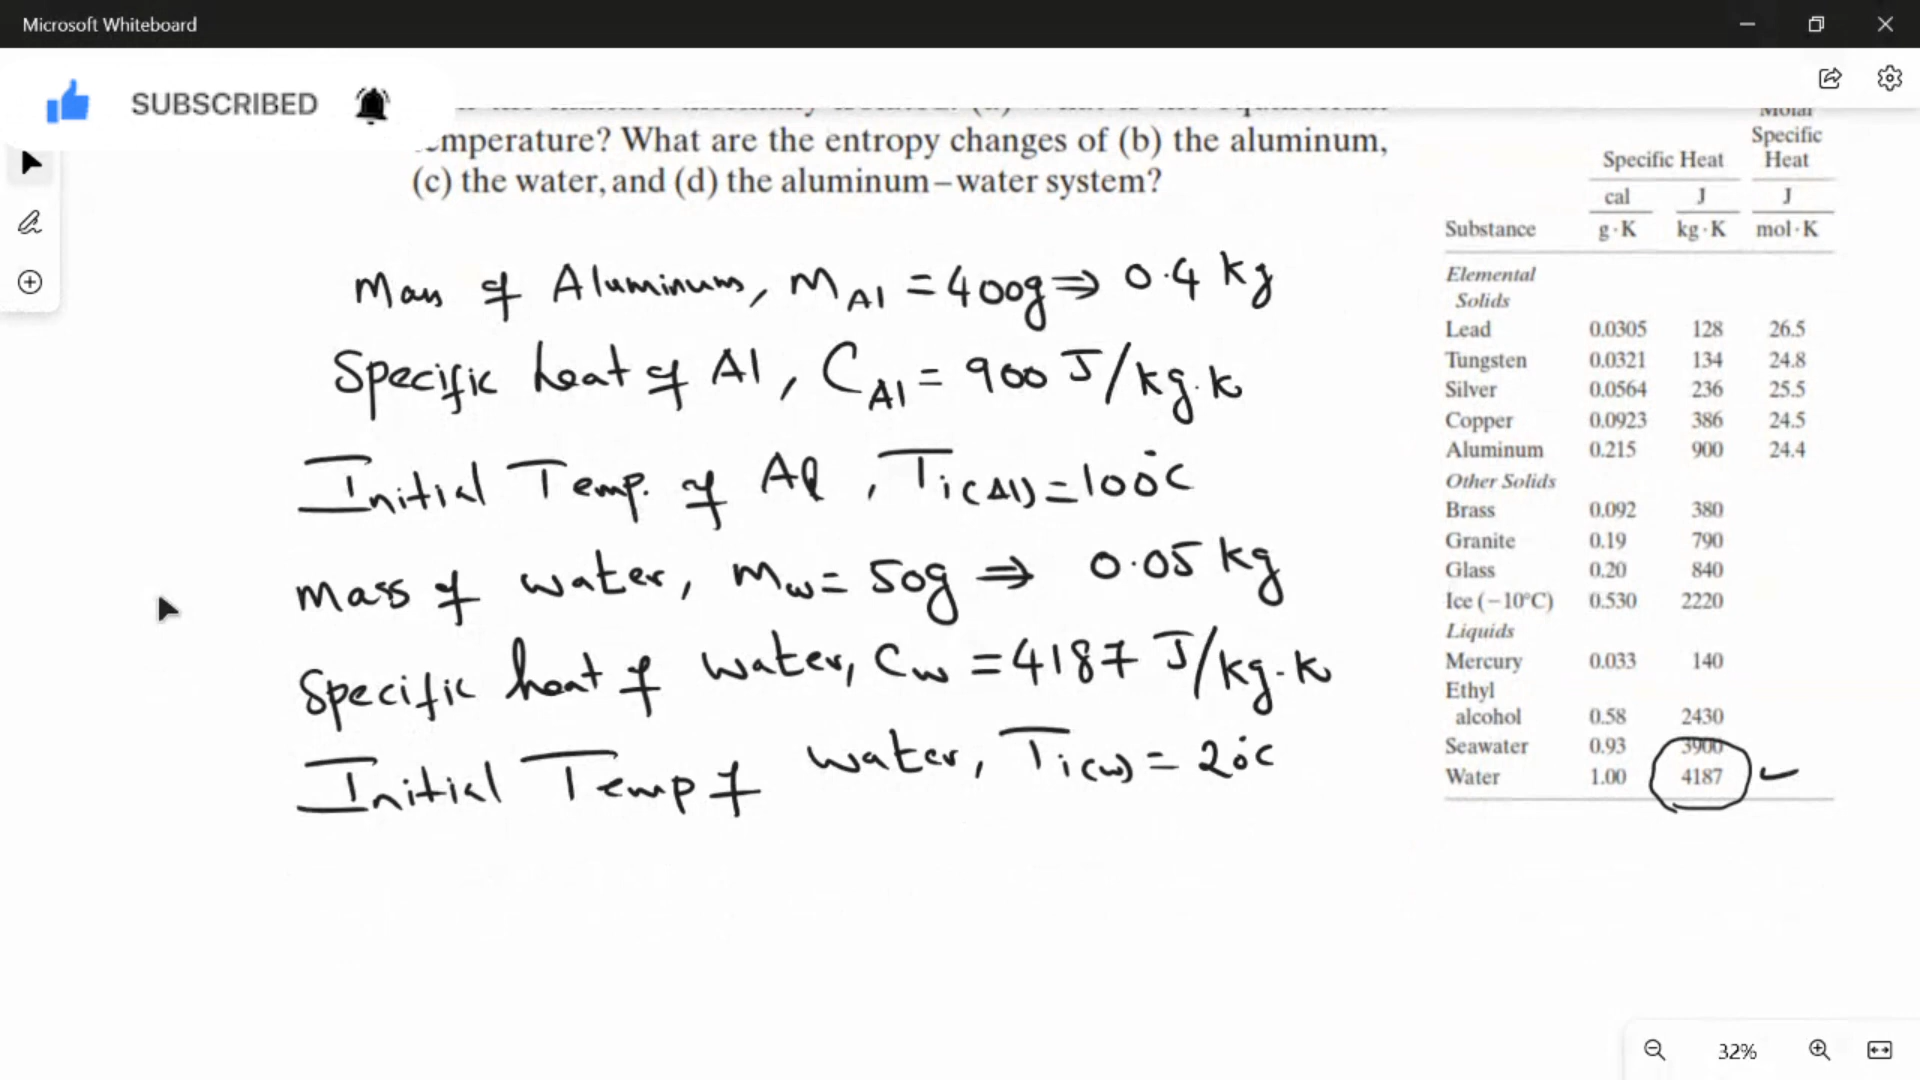 Microsoft Whiteboard
SUBSCRIBED
mperature? What are the entropy changes of (b) the aluminum,
(c) the water, and (d) the aluminum–water system?
Mass of Aluminum, M Al = 400g ⇒ 0.4 kg
Specific heat of Al, C Al = 900 J/kg.K
Initial Temp. of Al, Ti(Al) = 100°C
Mass of water, Mw = 50g ⇒ 0.05 kg
Specific heat of water, Cw = 4187 J/kg.K
Initial Temp of water, Ti(w) = 20°C
Molar
Specific
Specific Heat Heat
cal J J
Substance g·K kg·K mol·K
Elemental
Solids
Lead 0.0305 128 26.5
Tungsten 0.0321 134 24.8
Silver 0.0564 236 25.5
Copper 0.0923 386 24.5
Aluminum 0.215 900 24.4
Other Solids
Brass 0.092 380
Granite 0.19 790
Glass 0.20 840
Ice (−10°C) 0.530 2220
Liquids
Mercury 0.033 140
Ethyl
alcohol 0.58 2430
Seawater 0.93 3900
Water 1.00 4187
32%